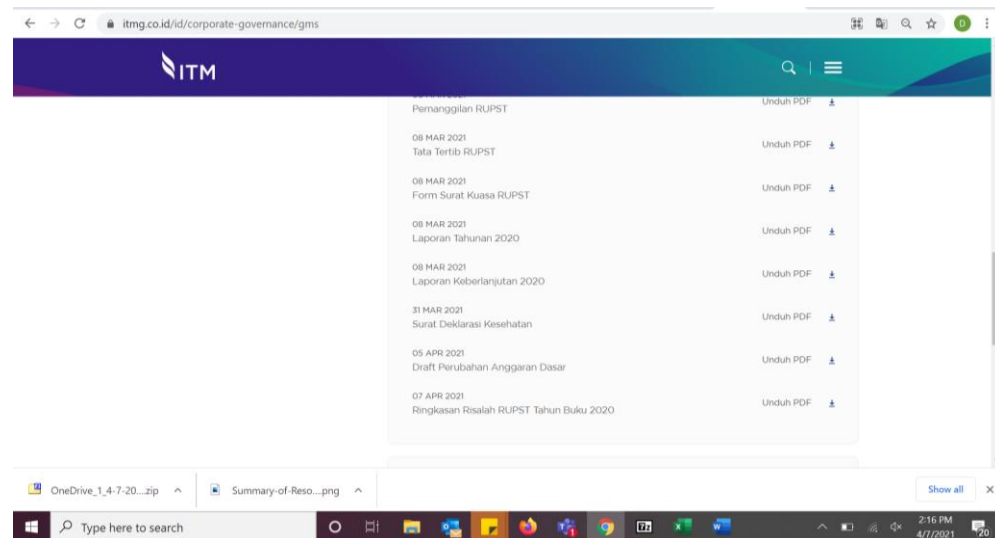 itmg.co.id/id/corporate-governance/gms
D
ITM
Pemanggilan RUPST
Unduh PDF
08 MAR 2021
Tata Tertib RUPST
Unduh PDF
08 MAR 2021
Form Surat Kuasa RUPST
Unduh PDF
08 MAR 2021
Laporan Tahunan 2020
Unduh PDF
08 MAR 2021
Laporan Keberlanjutan 2020
Unduh PDF
31 MAR 2021
Surat Deklarasi Kesehatan
Unduh PDF
05 APR 2021
Draft Perubahan Anggaran Dasar
Unduh PDF
07 APR 2021
Ringkasan Risalah RUPST Tahun Buku 2020
Unduh PDF
OneDrive_1_4-7-20....zip
Summary-of-Reso....png
Show all
Type here to search
2:16 PM
4/7/2021
20